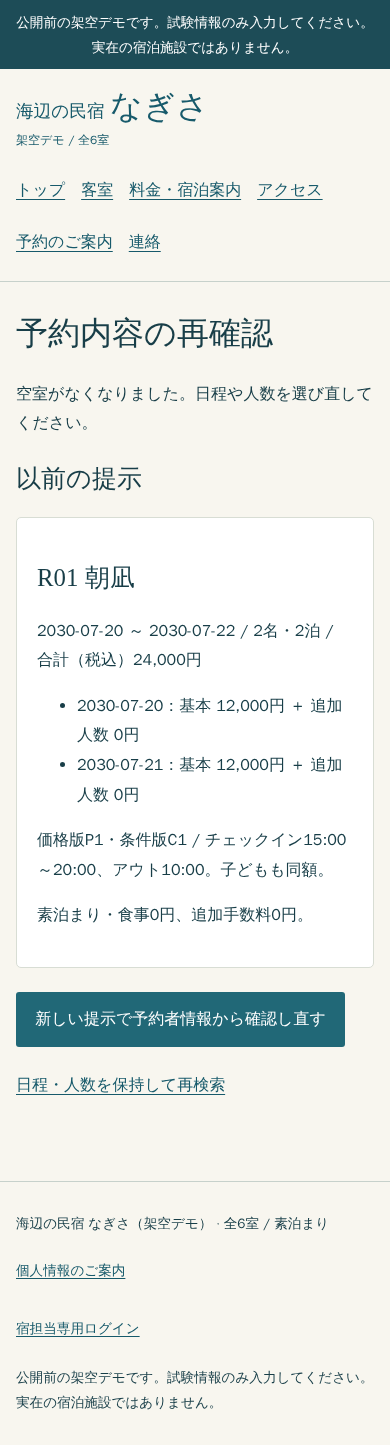 公開前の架空デモです。試験情報のみ入力してください。
実在の宿泊施設ではありません。
海辺の民宿 なぎさ
架空デモ / 全6室
トップ 客室 料金・宿泊案内 アクセス
予約のご案内 連絡
予約内容の再確認
空室がなくなりました。日程や人数を選び直して
ください。
以前の提示
R01 朝凪
2030-07-20 ～ 2030-07-22 / 2名・2泊 /
合計（税込）24,000円
• 2030-07-20：基本 12,000円 ＋ 追加
人数 0円
• 2030-07-21：基本 12,000円 ＋ 追加
人数 0円
価格版P1・条件版C1 / チェックイン15:00
～20:00、アウト10:00。子どもも同額。
素泊まり・食事0円、追加手数料0円。
新しい提示で予約者情報から確認し直す
日程・人数を保持して再検索
海辺の民宿 なぎさ（架空デモ） · 全6室 / 素泊まり
個人情報のご案内
宿担当専用ログイン
公開前の架空デモです。試験情報のみ入力してください。
実在の宿泊施設ではありません。